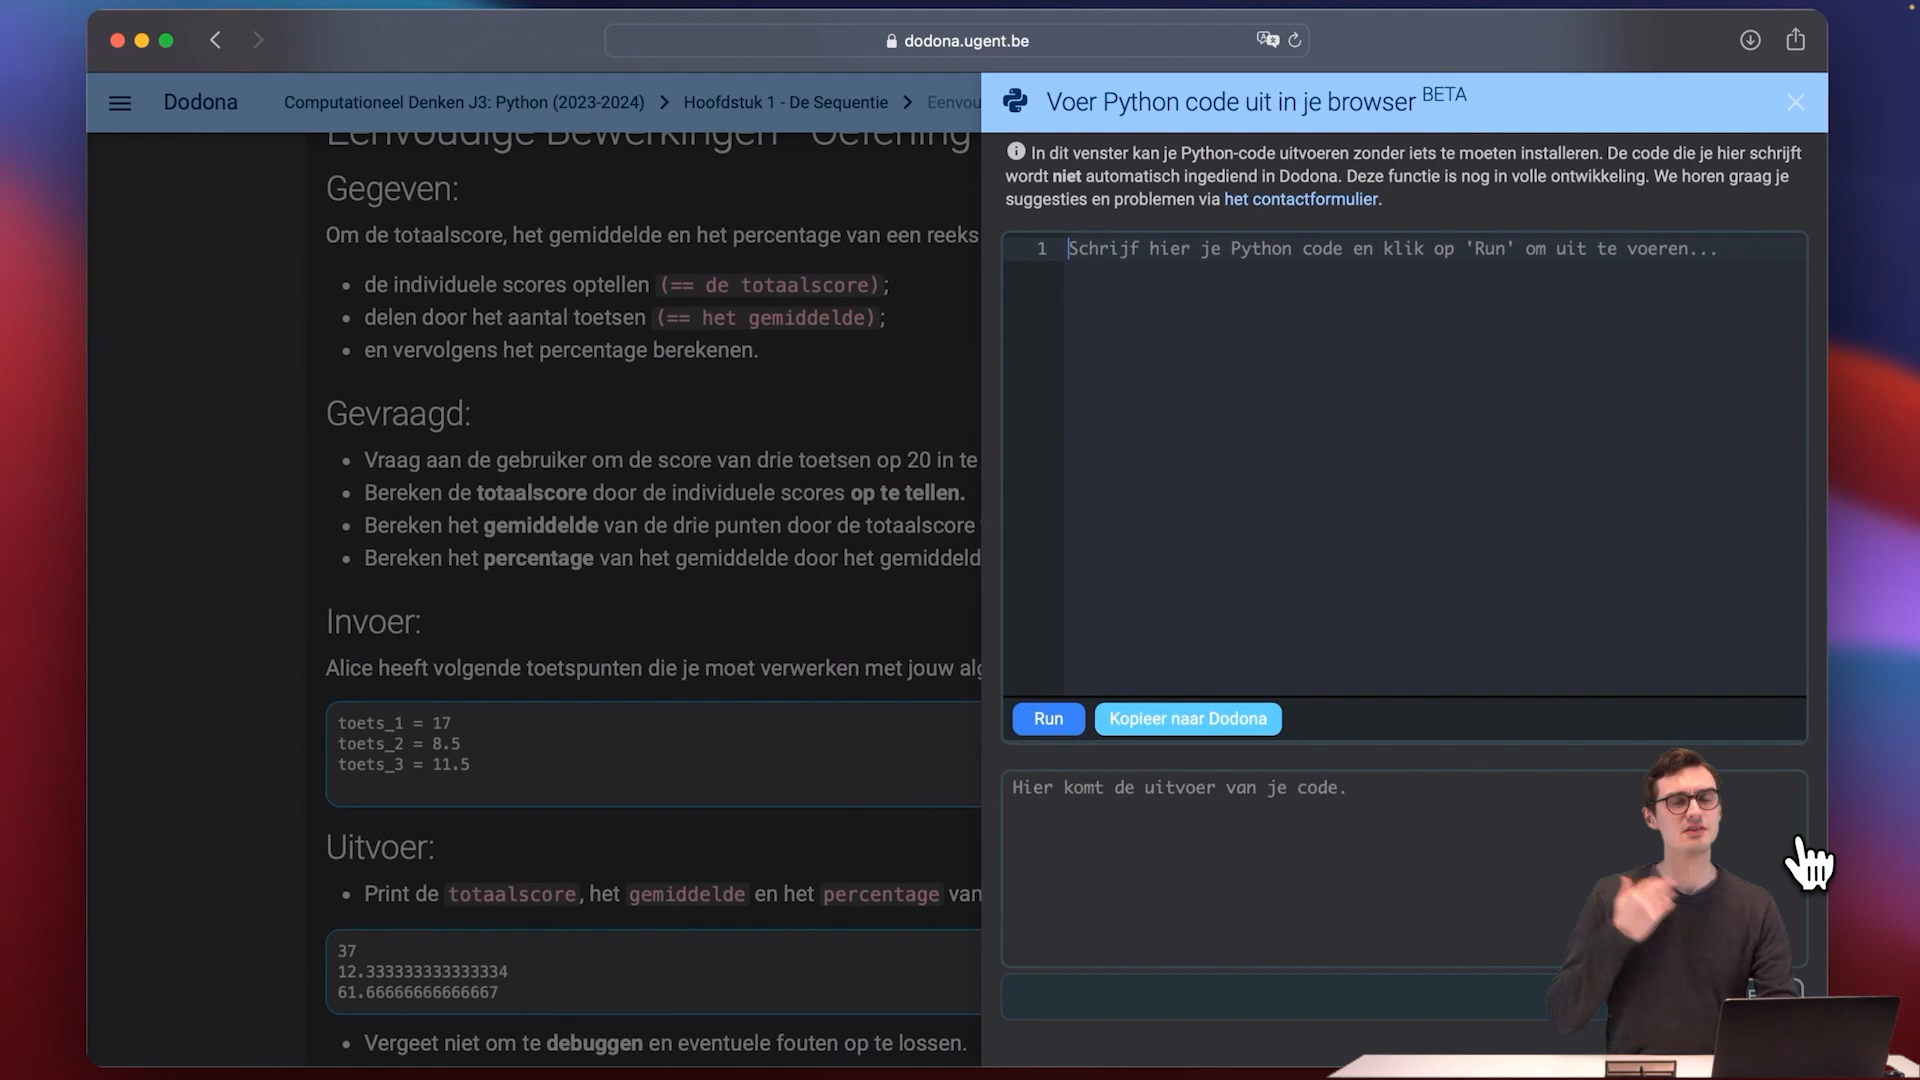 dodona.ugent.be
Dodona
Computationeel Denken J3: Python (2023-2024)
Hoofdstuk 1 - De Sequentie
Eenvou
Voer Python code uit in je browser BETA
Eenvoudige Bewerkingen - Oefening
Gegeven:
Om de totaalscore, het gemiddelde en het percentage van een reeks
de individuele scores optellen (== de totaalscore);
delen door het aantal toetsen (== het gemiddelde);
en vervolgens het percentage berekenen.
Gevraagd:
Vraag aan de gebruiker om de score van drie toetsen op 20 in te
Bereken de totaalscore door de individuele scores op te tellen.
Bereken het gemiddelde van de drie punten door de totaalscore
Bereken het percentage van het gemiddelde door het gemiddeld
Invoer:
Alice heeft volgende toetspunten die je moet verwerken met jouw alg
toets_1 = 17
toets_2 = 8.5
toets_3 = 11.5
Uitvoer:
Print de totaalscore, het gemiddelde en het percentage van
37
12.333333333333334
61.66666666666667
Vergeet niet om te debuggen en eventuele fouten op te lossen.
In dit venster kan je Python-code uitvoeren zonder iets te moeten installeren. De code die je hier schrijft
wordt niet automatisch ingediend in Dodona. Deze functie is nog in volle ontwikkeling. We horen graag je
suggesties en problemen via het contactformulier.
1 Schrijf hier je Python code en klik op 'Run' om uit te voeren...
Run
Kopieer naar Dodona
Hier komt de uitvoer van je code.